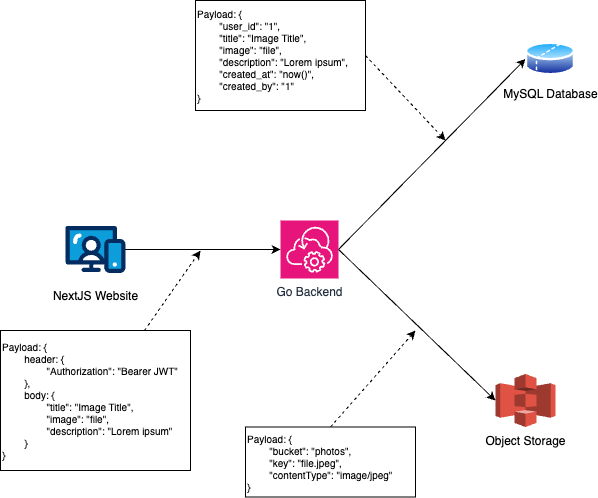 Payload: {
"user_id": "1",
"title": "Image Title",
"image": "file",
"description": "Lorem ipsum",
"created_at": "now()",
"created_by": "1"
}
MySQL Database
NextJS Website
Go Backend
Payload: {
header: {
"Authorization": "Bearer JWT"
},
body: {
"title": "Image Title",
"image": "file",
"description": "Lorem ipsum"
}
}
Object Storage
Payload: {
"bucket": "photos",
"key": "file.jpeg",
"contentType": "image/jpeg"
}